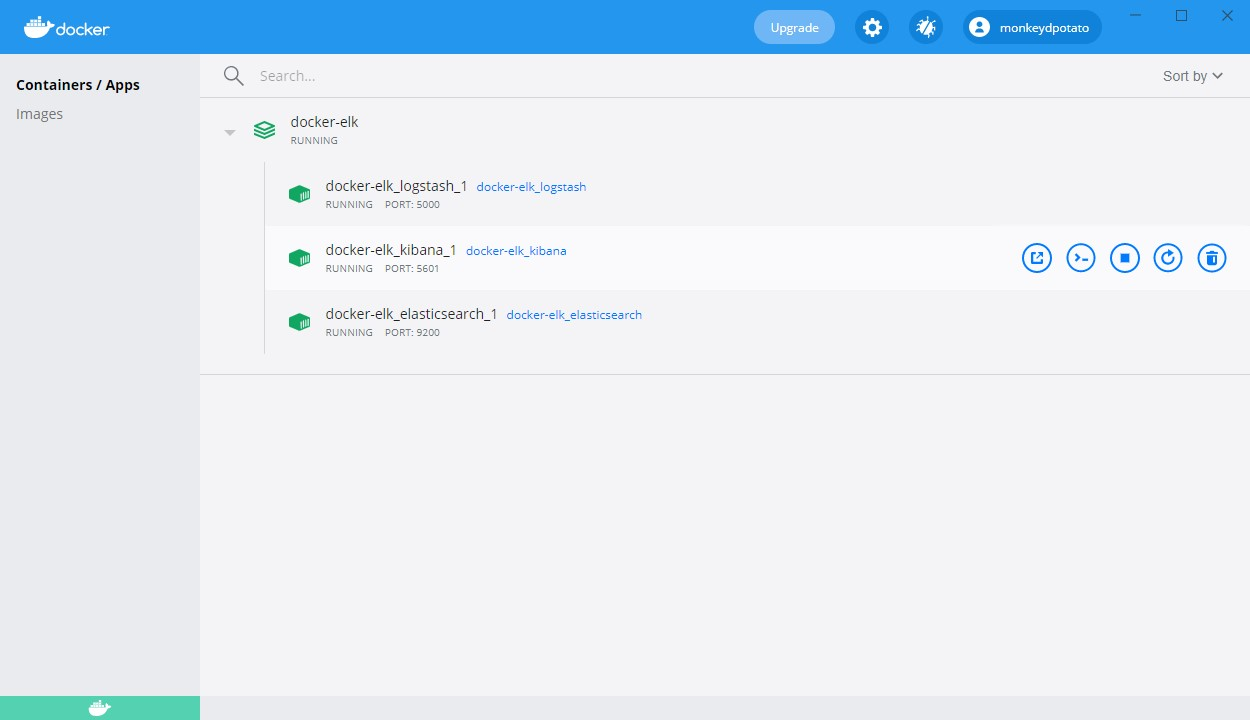 docker
Upgrade
monkeydpotato
Containers / Apps
Images
Search...
Sort by
docker-elk
RUNNING
docker-elk_logstash_1 docker-elk_logstash
RUNNING PORT: 5000
docker-elk_kibana_1 docker-elk_kibana
RUNNING PORT: 5601
docker-elk_elasticsearch_1 docker-elk_elasticsearch
RUNNING PORT: 9200